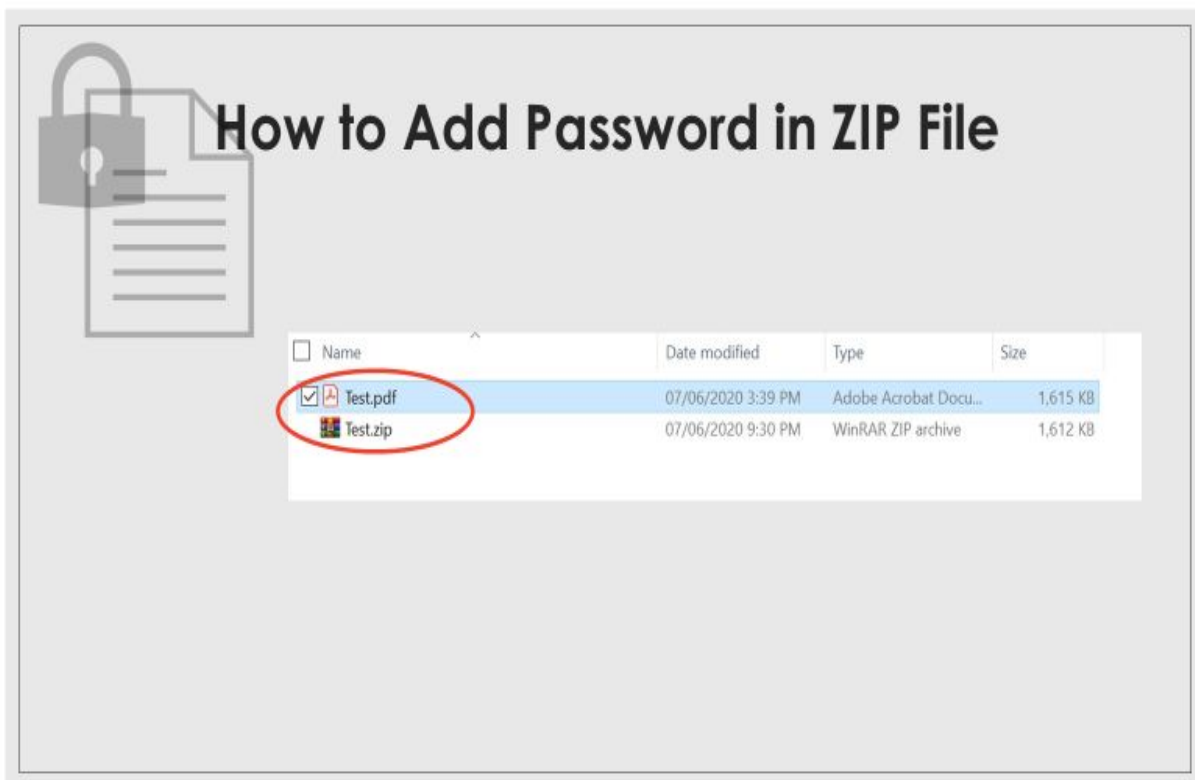 How to Add Password in ZIP File
Name Date modified Type Size
Test.pdf 07/06/2020 3:39 PM Adobe Acrobat Docu... 1,615 KB
Test.zip 07/06/2020 9:30 PM WinRAR ZIP archive 1,612 KB